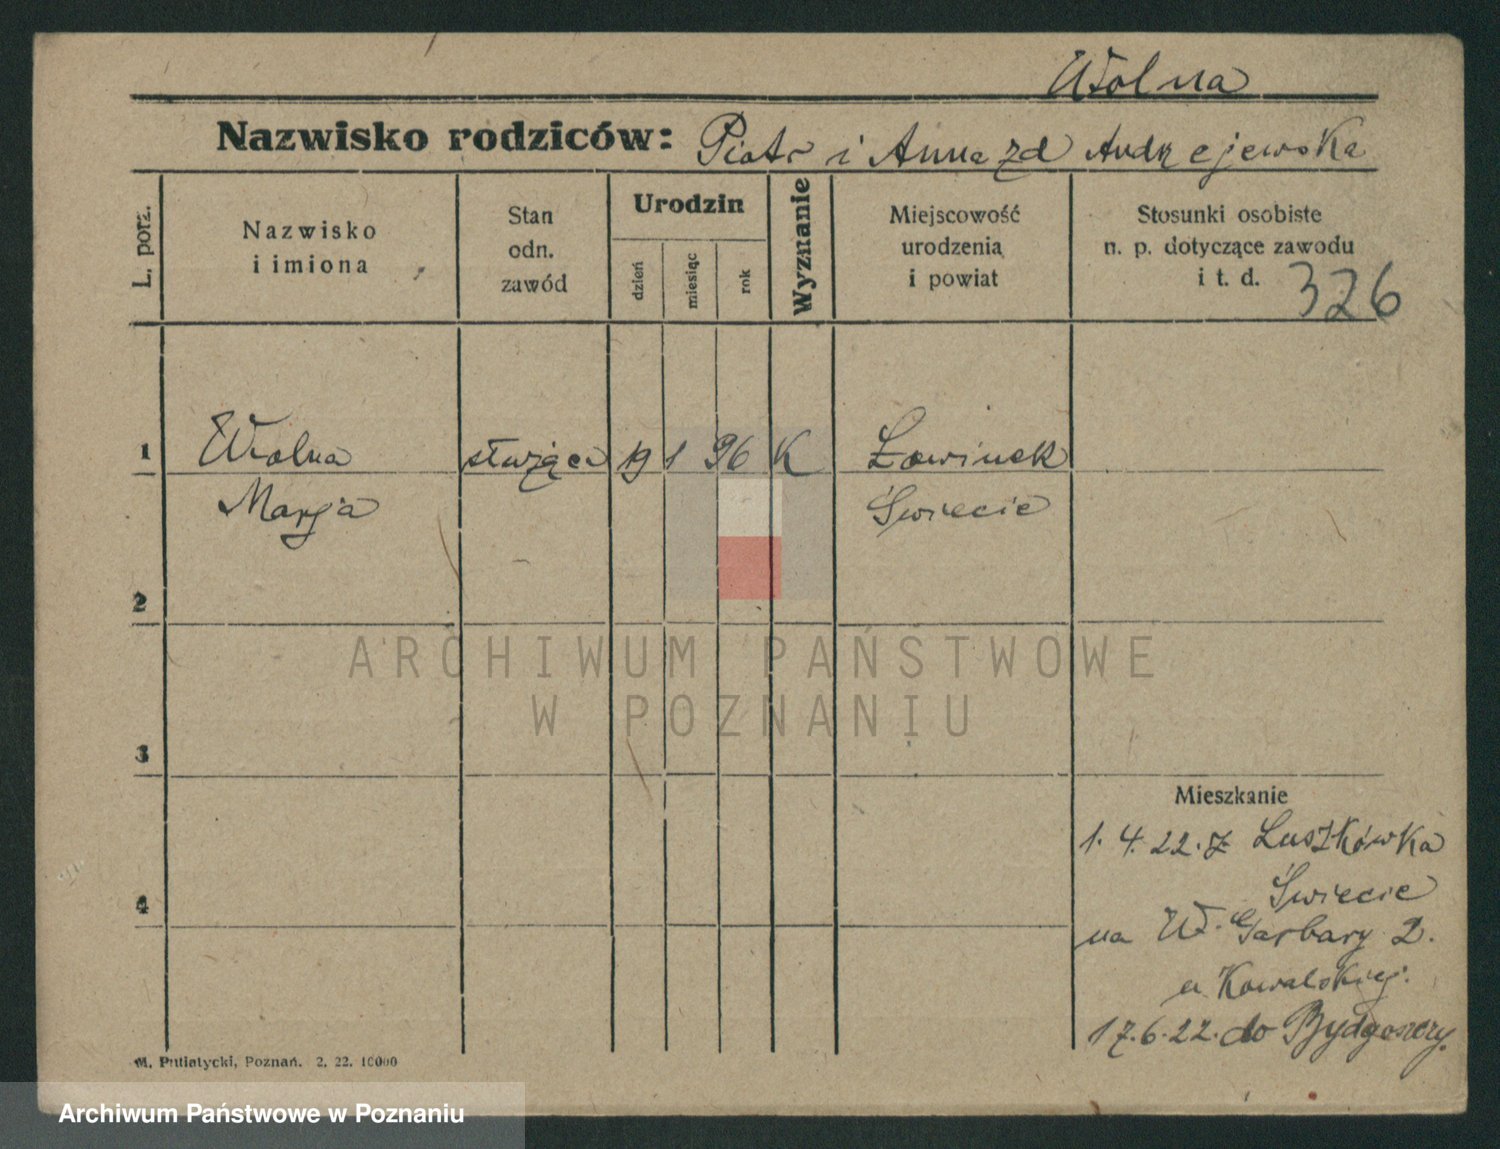 Wolna
Nazwisko rodziców: Piotr i Anna zd Andrzejewska
L. porz.
Nazwisko
i imiona
Stan
odn.
zawód
Urodzin
dzień
miesiąc
rok
Wyznanie
Miejscowość
urodzenia
i powiat
Stosunki osobiste
n. p. dotyczące zawodu
i t. d.
326
1 Wolna służąca 19 1 96 K Łowinek
Marja Świecie
2
ARCHIWUM PAŃSTWOWE
W POZNANIU
3
Mieszkanie
1.4.22. z Luszkówka
Świecie
4
na W. Garbary 2.
u Kowalskiej.
17.6.22. do Bydgoszczy.
M. Putiatycki, Poznań. 2. 22. 10000
Archiwum Państwowe w Poznaniu